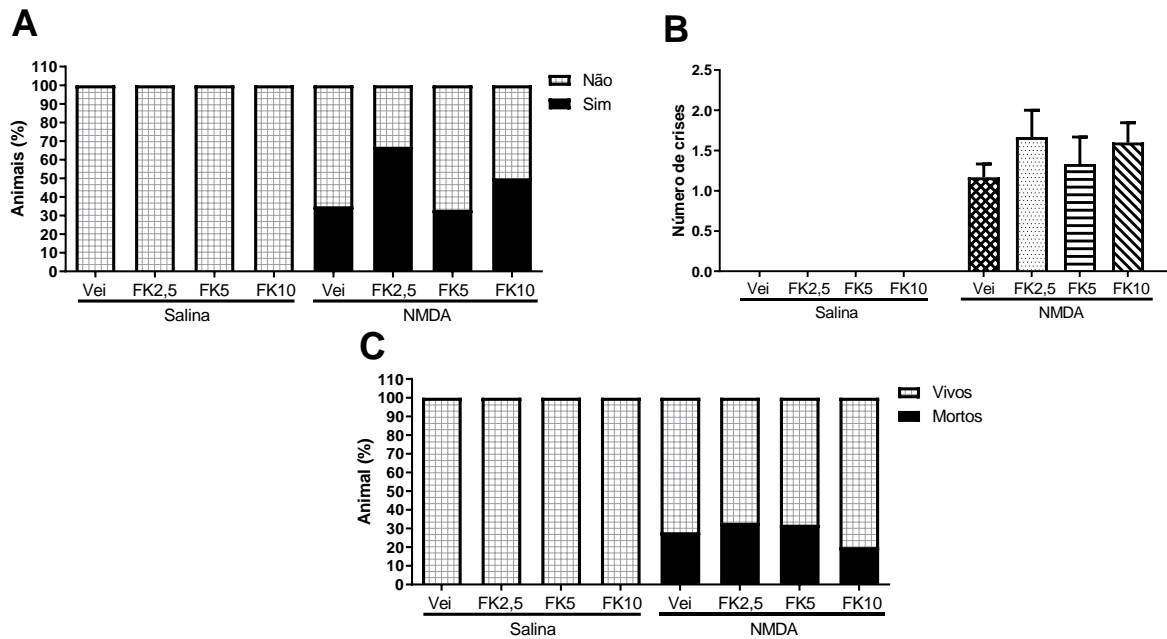 A
110
100
90
80
70
60
50
40
30
20
10
0
Animais (%)
Vei FK2,5 FK5 FK10 Vei FK2,5 FK5 FK10
Salina NMDA
Não
Sim
B
2.5
2.0
1.5
1.0
0.5
0.0
Número de crises
Vei FK2,5 FK5 FK10 Vei FK2,5 FK5 FK10
Salina NMDA
C
110
100
90
80
70
60
50
40
30
20
10
0
Animal (%)
Vei FK2,5 FK5 FK10 Vei FK2,5 FK5 FK10
Salina NMDA
Vivos
Mortos